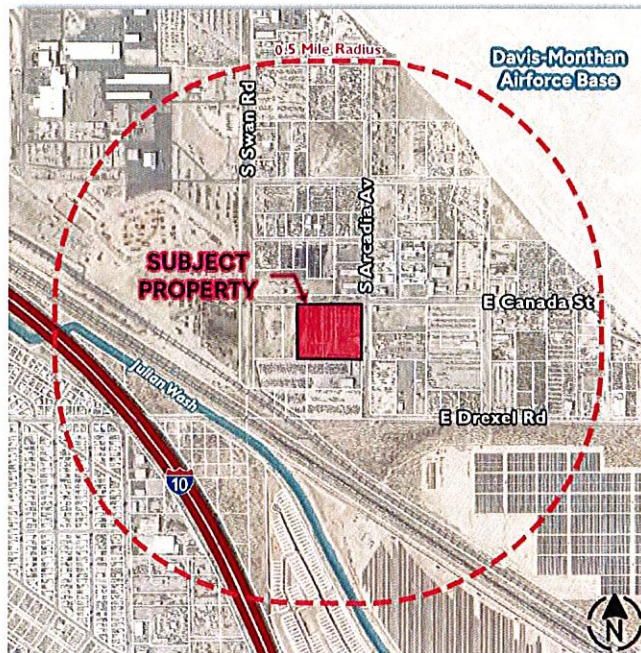 0.5 Mile Radius
Davis-Monthan
Airforce Base
S Swan Rd
S Arcadia Av
SUBJECT
PROPERTY
E Canada St
Julian Wash
E Drexel Rd
10
N